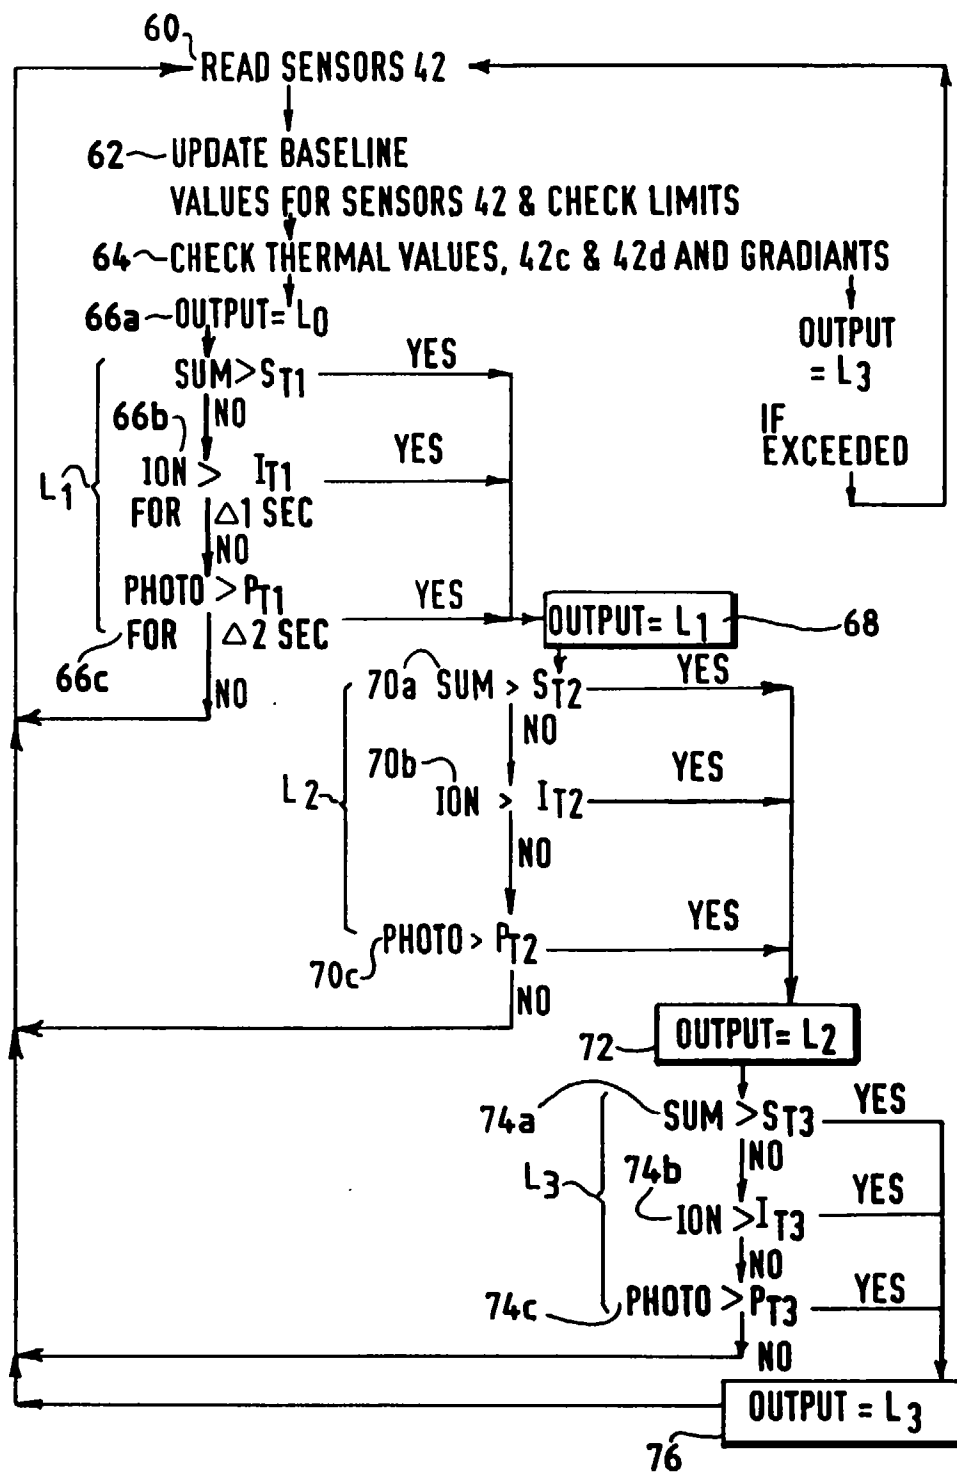 60
READ SENSORS 42
62 UPDATE BASELINE
VALUES FOR SENSORS 42 & CHECK LIMITS
64 CHECK THERMAL VALUES, 42c & 42d AND GRADIANTS
66a OUTPUT= L0
OUTPUT
= L3
IF
EXCEEDED
SUM> ST1 YES
NO
66b
L1
ION > IT1 YES
FOR △1 SEC
NO
PHOTO > PT1 YES
FOR △2 SEC
66c
NO
OUTPUT= L1 68
70a SUM > ST2 YES
NO
70b
L2
ION > IT2 YES
NO
PHOTO > PT2 YES
70c
NO
72 OUTPUT= L2
74a SUM > ST3 YES
NO
L3
74b
ION > IT3 YES
NO
74c PHOTO > PT3 YES
NO
OUTPUT = L3
76